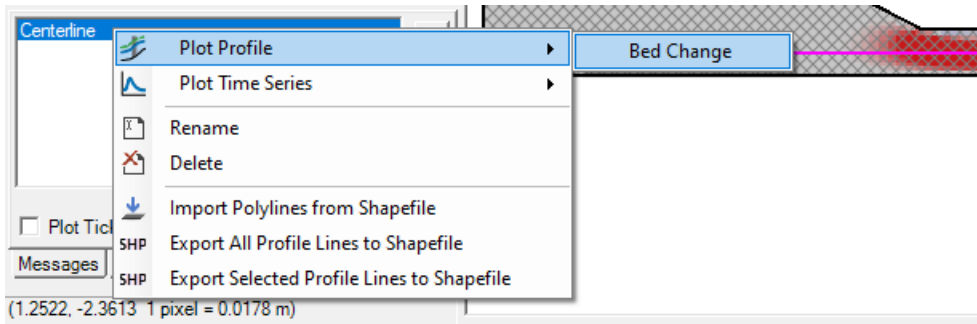 Centerline
Plot Profile
Bed Change
Plot Time Series
Rename
Delete
Import Polylines from Shapefile
Plot Tick
SHP Export All Profile Lines to Shapefile
Messages
SHP Export Selected Profile Lines to Shapefile
(1.2522, -2.3613 1 pixel = 0.0178 m)